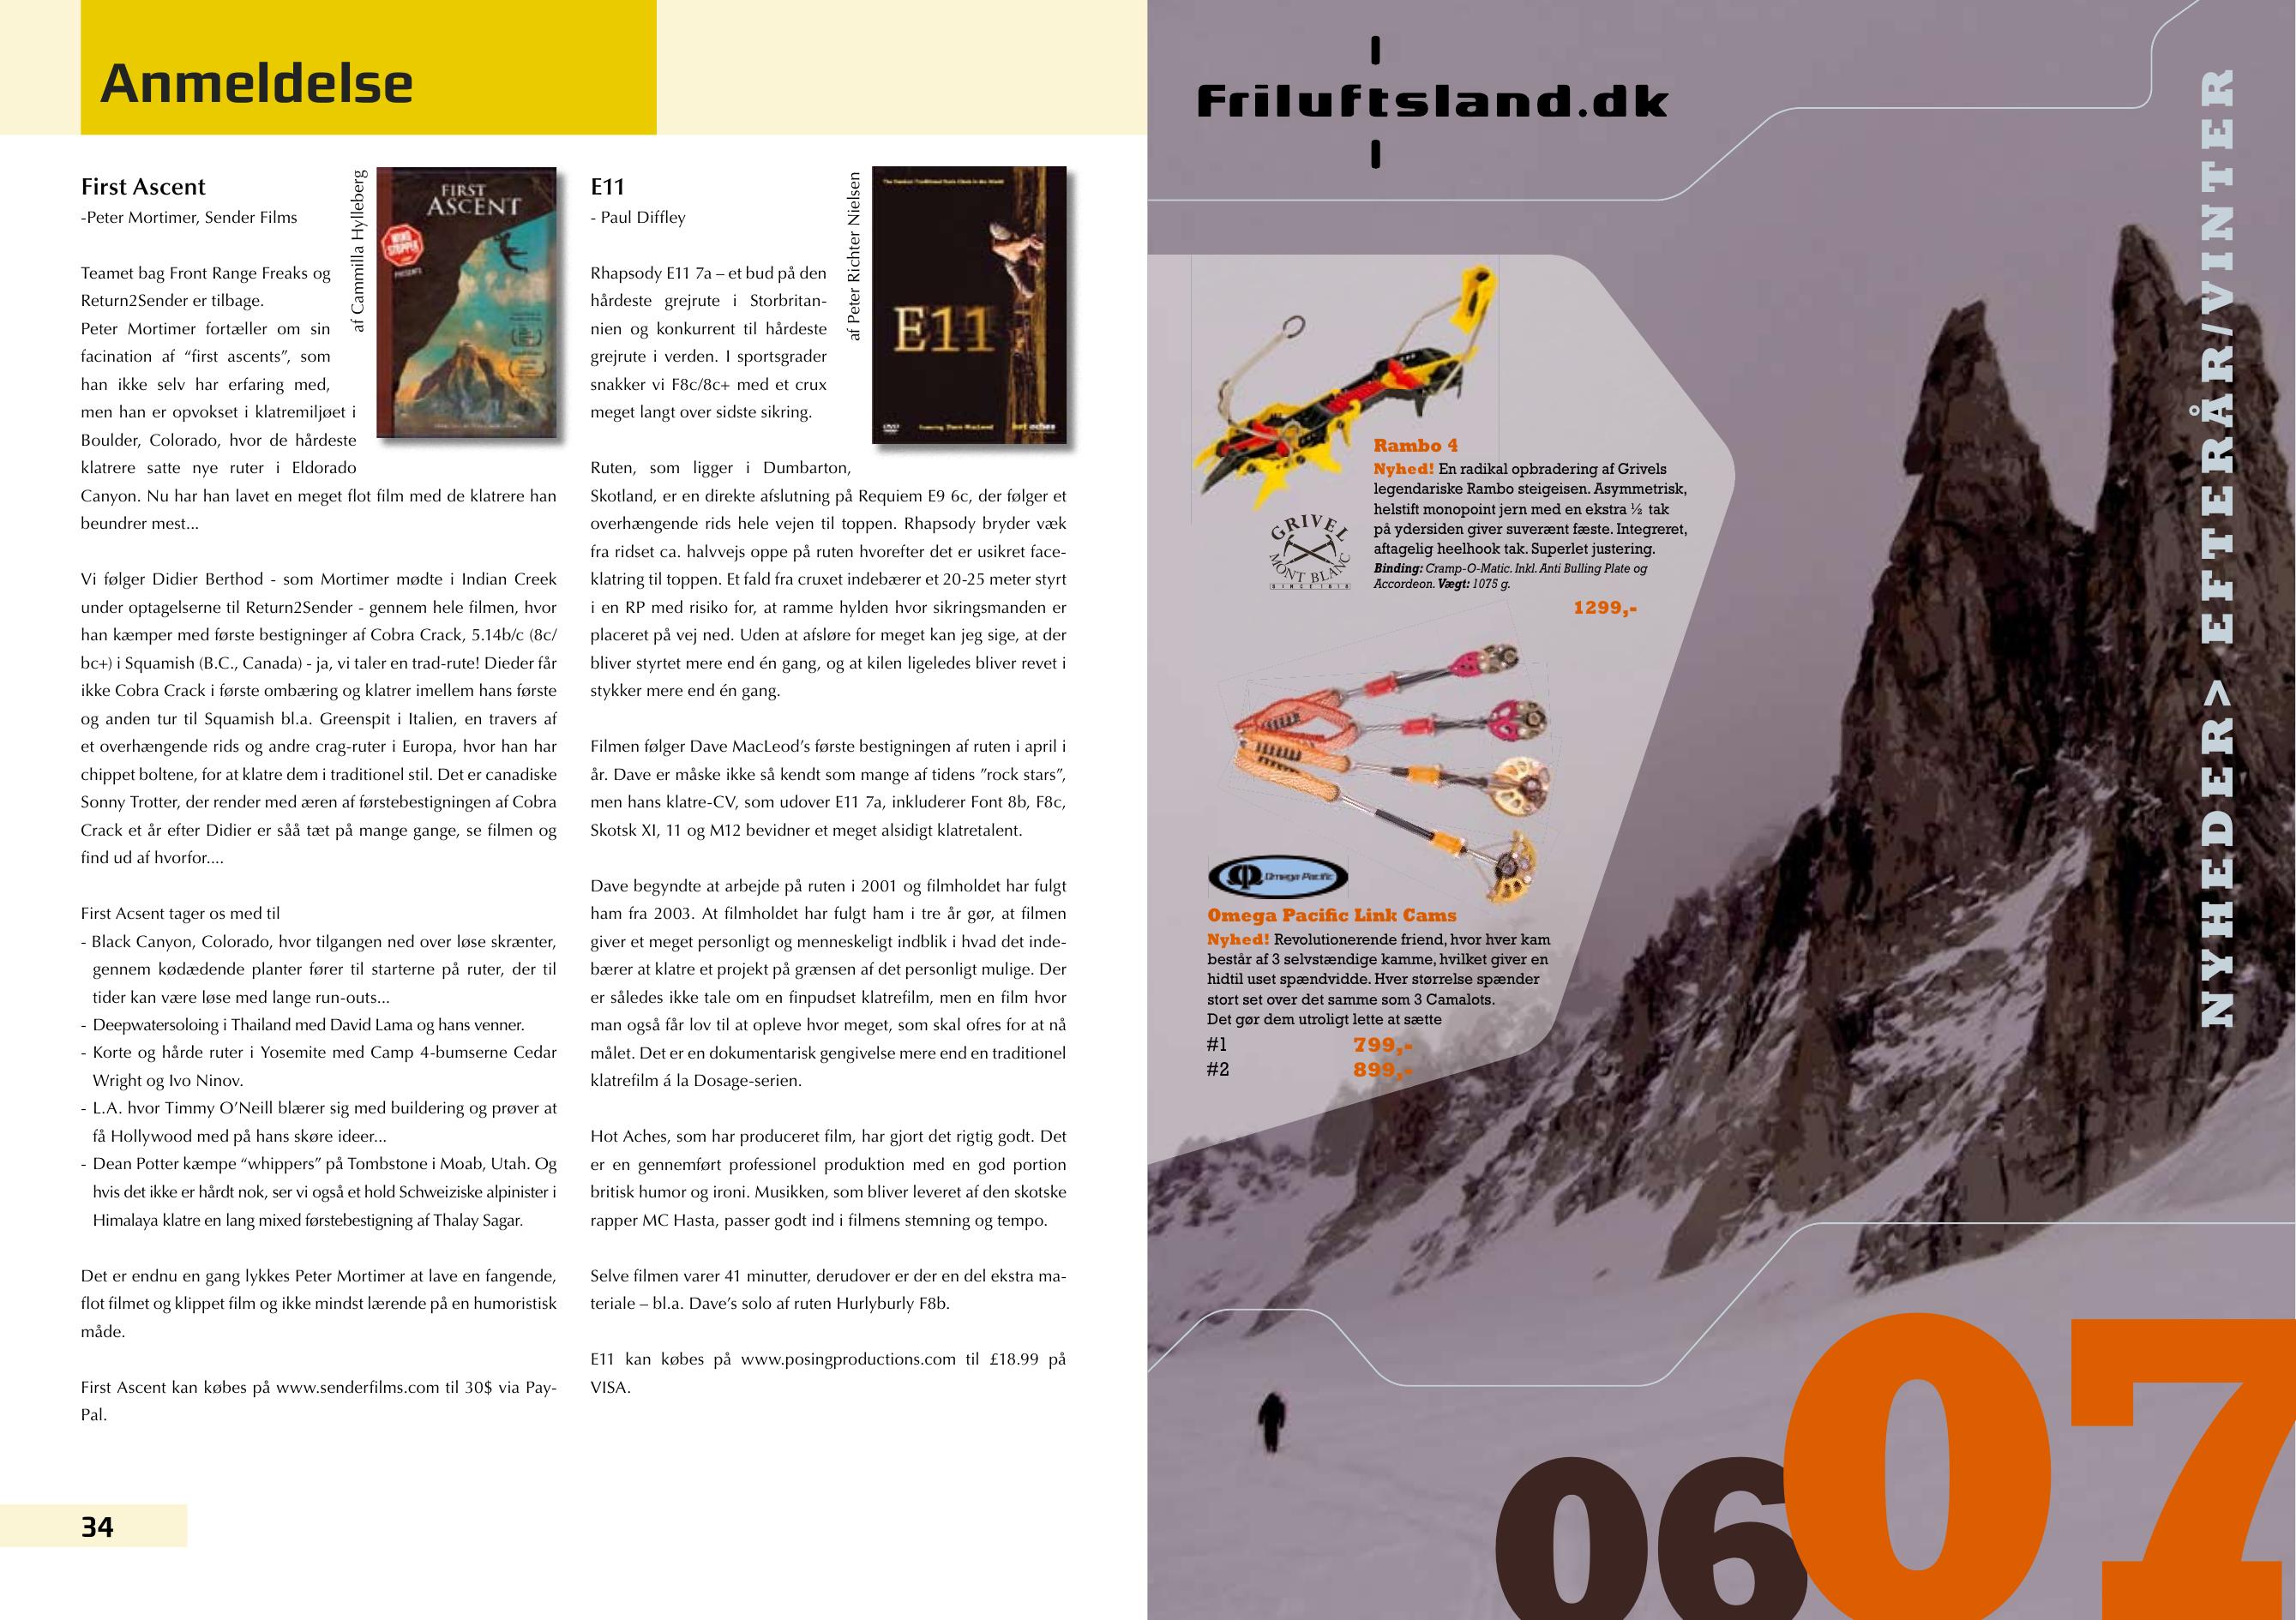 Anmeldelse
First Ascent
-Peter Mortimer, Sender Films
af Cammilla Hylleberg
FIRST
ASCENT
PRESENTS
Teamet bag Front Range Freaks og
Return2Sender er tilbage.
Peter Mortimer fortæller om sin
facination af “first ascents”, som
han ikke selv har erfaring med,
men han er opvokset i klatremiljøet i
Boulder, Colorado, hvor de hårdeste
klatrere satte nye ruter i Eldorado
Canyon. Nu har han lavet en meget flot film med de klatrere han
beundrer mest...
Vi følger Didier Berthod - som Mortimer mødte i Indian Creek
under optagelserne til Return2Sender - gennem hele filmen, hvor
han kæmper med første bestigninger af Cobra Crack, 5.14b/c (8c/
bc+) i Squamish (B.C., Canada) - ja, vi taler en trad-rute! Dieder får
ikke Cobra Crack i første ombæring og klatrer imellem hans første
og anden tur til Squamish bl.a. Greenspit i Italien, en travers af
et overhængende rids og andre crag-ruter i Europa, hvor han har
chippet boltene, for at klatre dem i traditionel stil. Det er canadiske
Sonny Trotter, der render med æren af førstebestigningen af Cobra
Crack et år efter Didier er såå tæt på mange gange, se filmen og
find ud af hvorfor....
First Acsent tager os med til
- Black Canyon, Colorado, hvor tilgangen ned over løse skrænter,
gennem kødædende planter fører til starterne på ruter, der til
tider kan være løse med lange run-outs...
- Deepwatersoloing i Thailand med David Lama og hans venner.
- Korte og hårde ruter i Yosemite med Camp 4-bumserne Cedar
Wright og Ivo Ninov.
- L.A. hvor Timmy O’Neill blærer sig med buildering og prøver at
få Hollywood med på hans skøre ideer...
- Dean Potter kæmpe “whippers” på Tombstone i Moab, Utah. Og
hvis det ikke er hårdt nok, ser vi også et hold Schweiziske alpinister i
Himalaya klatre en lang mixed førstebestigning af Thalay Sagar.
Det er endnu en gang lykkes Peter Mortimer at lave en fangende,
flot filmet og klippet film og ikke mindst lærende på en humoristisk
måde.
First Ascent kan købes på www.senderfilms.com til 30$ via Pay-
Pal.
34
E11
- Paul Diffley
af Peter Richter Nielsen
E11
DVD
hot aches
Rhapsody E11 7a – et bud på den
hårdeste grejrute i Storbritan-
nien og konkurrent til hårdeste
grejrute i verden. I sportsgrader
snakker vi F8c/8c+ med et crux
meget langt over sidste sikring.
Ruten, som ligger i Dumbarton,
Skotland, er en direkte afslutning på Requiem E9 6c, der følger et
overhængende rids hele vejen til toppen. Rhapsody bryder væk
fra ridset ca. halvvejs oppe på ruten hvorefter det er usikret face-
klatring til toppen. Et fald fra cruxet indebærer et 20-25 meter styrt
i en RP med risiko for, at ramme hylden hvor sikringsmanden er
placeret på vej ned. Uden at afsløre for meget kan jeg sige, at der
bliver styrtet mere end én gang, og at kilen ligeledes bliver revet i
stykker mere end én gang.
Filmen følger Dave MacLeod’s første bestigningen af ruten i april i
år. Dave er måske ikke så kendt som mange af tidens ”rock stars”,
men hans klatre-CV, som udover E11 7a, inkluderer Font 8b, F8c,
Skotsk XI, 11 og M12 bevidner et meget alsidigt klatretalent.
Dave begyndte at arbejde på ruten i 2001 og filmholdet har fulgt
ham fra 2003. At filmholdet har fulgt ham i tre år gør, at filmen
giver et meget personligt og menneskeligt indblik i hvad det inde-
bærer at klatre et projekt på grænsen af det personligt mulige. Der
er således ikke tale om en finpudset klatrefilm, men en film hvor
man også får lov til at opleve hvor meget, som skal ofres for at nå
målet. Det er en dokumentarisk gengivelse mere end en traditionel
klatrefilm á la Dosage-serien.
Hot Aches, som har produceret film, har gjort det rigtig godt. Det
er en gennemført professionel produktion med en god portion
britisk humor og ironi. Musikken, som bliver leveret af den skotske
rapper MC Hasta, passer godt ind i filmens stemning og tempo.
Selve filmen varer 41 minutter, derudover er der en del ekstra ma-
teriale – bl.a. Dave’s solo af ruten Hurlyburly F8b.
E11 kan købes på www.posingproductions.com til £18.99 på
VISA.
Friluftsland.dk
NYHEDER> EFTERÅR/VINTER
Rambo 4
Nyhed! En radikal opbradering af Grivels
legendariske Rambo steigeisen. Asymmetrisk,
helstift monopoint jern med en ekstra ½ tak
på ydersiden giver suverænt fæste. Integreret,
aftagelig heelhook tak. Superlet justering.
Binding: Cramp-O-Matic. Inkl. Anti Bulling Plate og
Accordeon. Vægt: 1075 g.
1299,-
GRIVEL
MONT BLANC
SINCE 1818
Omega Pacific
Omega Pacific Link Cams
Nyhed! Revolutionerende friend, hvor hver kam
består af 3 selvstændige kamme, hvilket giver en
hidtil uset spændvidde. Hver størrelse spænder
stort set over det samme som 3 Camalots.
Det gør dem utroligt lette at sætte
#1 799,-
#2 899,-
06 07